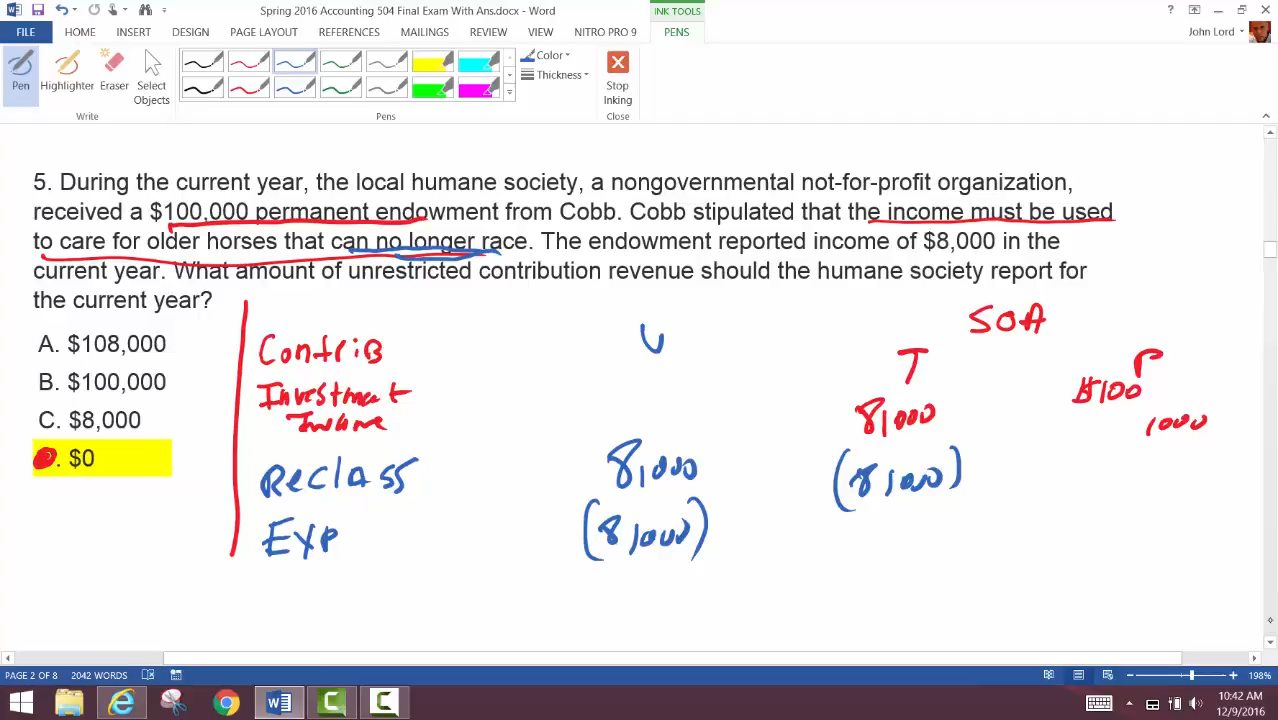 Spring 2016 Accounting 504 Final Exam With Ans.docx - Word
INK TOOLS
FILE HOME INSERT DESIGN PAGE LAYOUT REFERENCES MAILINGS REVIEW VIEW NITRO PRO 9 PENS
John Lord
Pen Highlighter Eraser Select Objects
Color
Thickness
Stop Inking
Write Pens Close
5. During the current year, the local humane society, a nongovernmental not-for-profit organization,
received a $100,000 permanent endowment from Cobb. Cobb stipulated that the income must be used
to care for older horses that can no longer race. The endowment reported income of $8,000 in the
current year. What amount of unrestricted contribution revenue should the humane society report for
the current year?
A. $108,000
B. $100,000
C. $8,000
. $0
SOA
U T P
Contrib $100
1000
Investment
Income 8,000
Reclass 8,000 (8,000)
Exp (8,000)
PAGE 2 OF 8 2042 WORDS
198%
10:42 AM
12/9/2016